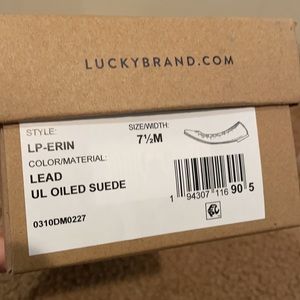 LUCKYBRAND.COM
STYLE:
SIZE/WIDTH:
LP-ERIN
7½M
COLOR/MATERIAL:
LEAD
UL OILED SUEDE
1 94307 116 90 5
0310DM0227